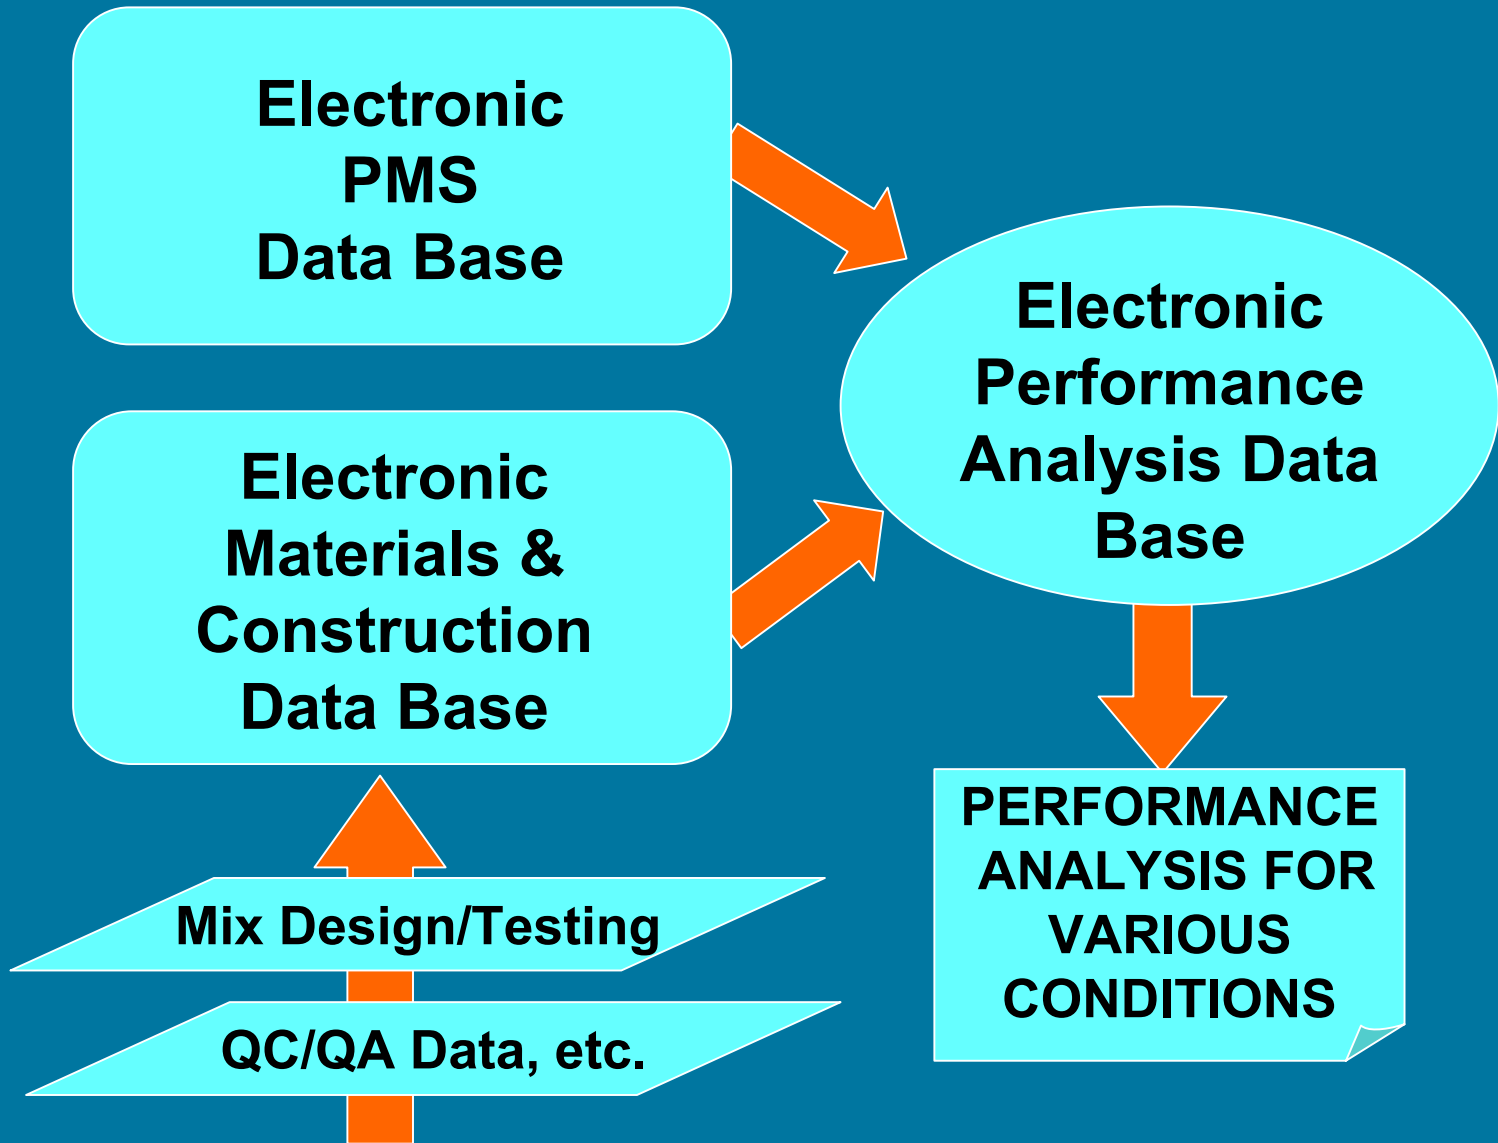 Electronic
PMS
Data Base
Electronic
Materials &
Construction
Data Base
Mix Design/Testing
QC/QA Data, etc.
Electronic
Performance
Analysis Data
Base
PERFORMANCE
ANALYSIS FOR
VARIOUS
CONDITIONS